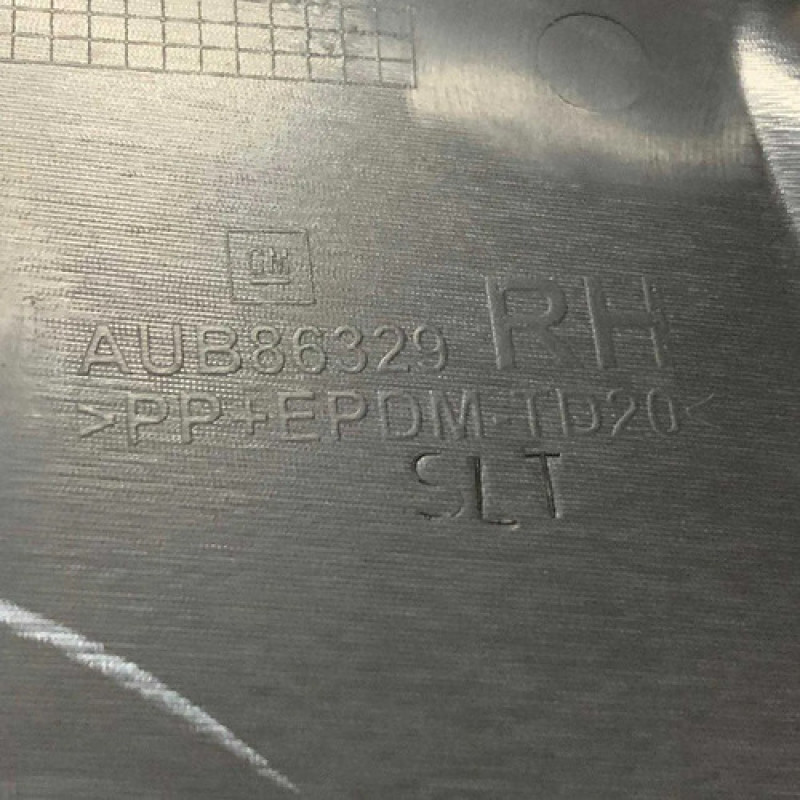 GM
AUB86329 RH
>PP+EPDM-TD20<
SLT